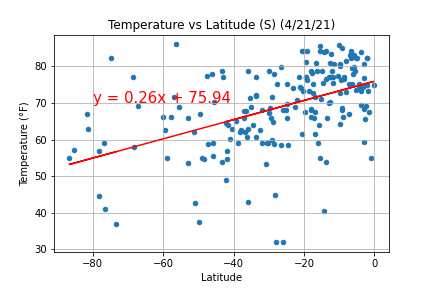 Temperature vs Latitude (S) (4/21/21)
80
70
60
50
40
30
Temperature (°F)
y = 0.26x + 75.94
−80 −60 −40 −20 0
Latitude